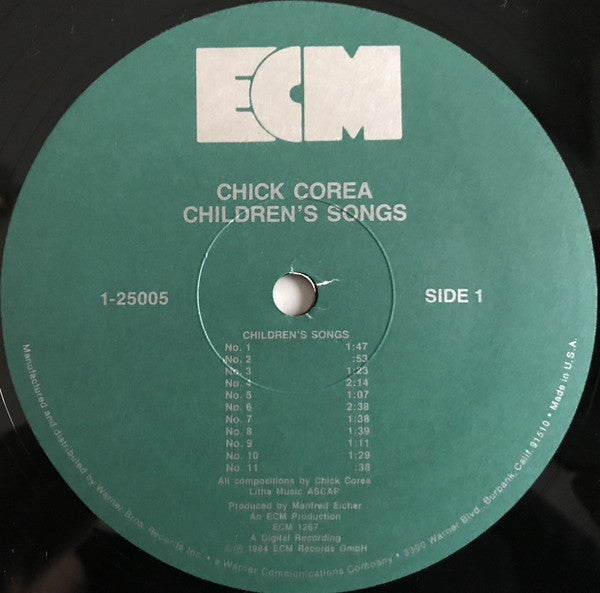 ECM
CHICK COREA
CHILDREN'S SONGS
1-25005
SIDE 1
CHILDREN'S SONGS
No. 1 1:47
No. 2 :53
No. 3 1:23
No. 4 2:14
No. 5 1:07
No. 6 2:38
No. 7 1:38
No. 8 1:39
No. 9 1:11
No. 10 1:29
No. 11 :38
All compositions by Chick Corea
Litha Music ASCAP
Produced by Manfred Eicher
An ECM Production
ECM 1267
A Digital Recording
©℗ 1984 ECM Records GmbH
Manufactured and distributed by Warner Bros. Records Inc. • a Warner Communications Company • 3300 Warner Blvd., Burbank, Calif. 91510 • Made in U.S.A.